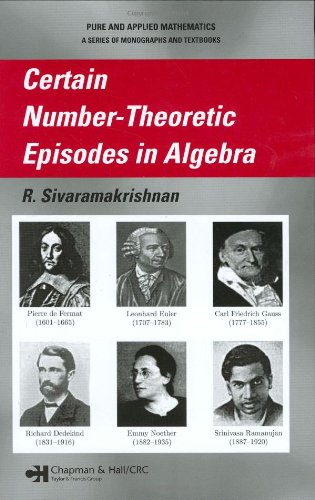 PURE AND APPLIED MATHEMATICS
A SERIES OF MONOGRAPHS AND TEXTBOOKS
Certain
Number-Theoretic
Episodes in Algebra
R. Sivaramakrishnan
Pierre de Fermat
(1601–1665)
Leonhard Euler
(1707–1783)
Carl Friedrich Gauss
(1777–1855)
Richard Dedekind
(1831–1916)
Emmy Noether
(1882–1935)
Srinivasa Ramanujan
(1887–1920)
Chapman & Hall/CRC
Taylor & Francis Group